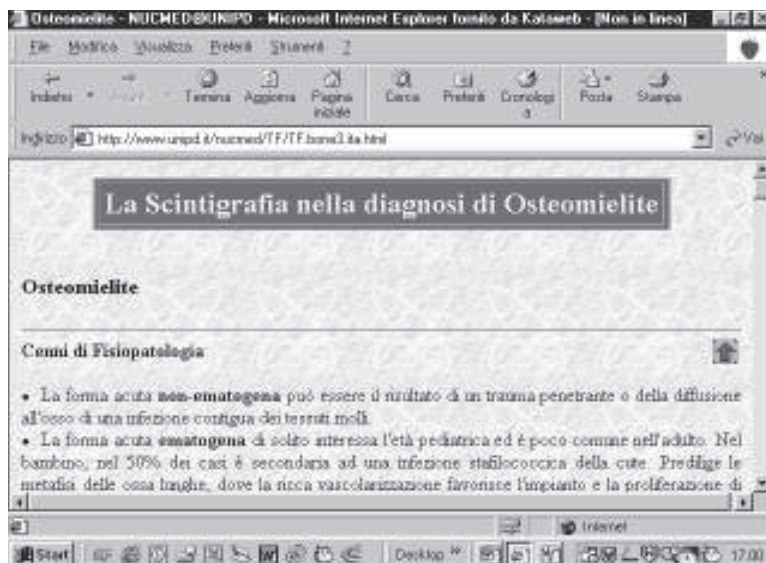 Osteomielite - NUCMED@UNIPD - Microsoft Internet Explorer fornito da Kataweb - [Non in linea]
File Modifica Visualizza Preferiti Strumenti ?
Indietro Termina Aggiorna Pagina iniziale Cerca Preferiti Cronologia Posta Stampa
Indirizzo http://www.unipd.it/nucmed/TF/TF.bone3.ita.html Vai
La Scintigrafia nella diagnosi di Osteomielite
Osteomielite
Cenni di Fisiopatologia
• La forma acuta non-ematogena può essere il risultato di un trauma penetrante o della diffusione
all'osso di una infezione contigua dei tessuti molli.
• La forma acuta ematogena di solito interessa l'età pediatrica ed è poco comune nell'adulto. Nel
bambino, nel 50% dei casi è secondaria ad una infezione stafilococcica della cute. Predilige le
metafisi delle ossa lunghe, dove la ricca vascolarizzazione favorisce l'impianto e la proliferazione di
Internet
Start Desktop » 17.00